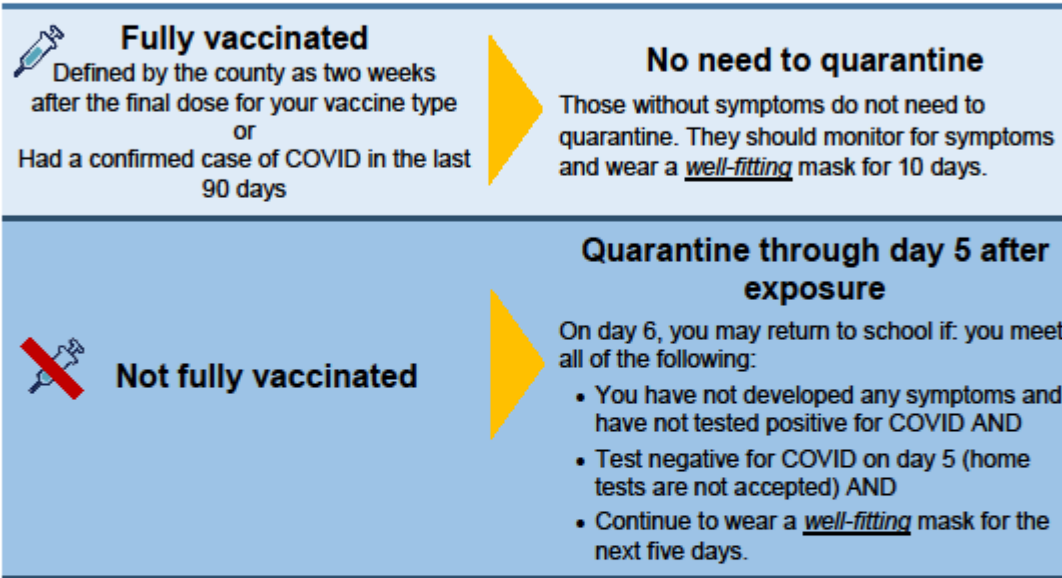 Fully vaccinated
Defined by the county as two weeks
after the final dose for your vaccine type
or
Had a confirmed case of COVID in the last
90 days
No need to quarantine
Those without symptoms do not need to
quarantine. They should monitor for symptoms
and wear a well-fitting mask for 10 days.
Not fully vaccinated
Quarantine through day 5 after
exposure
On day 6, you may return to school if: you meet
all of the following:
• You have not developed any symptoms and
have not tested positive for COVID AND
• Test negative for COVID on day 5 (home
tests are not accepted) AND
• Continue to wear a well-fitting mask for the
next five days.